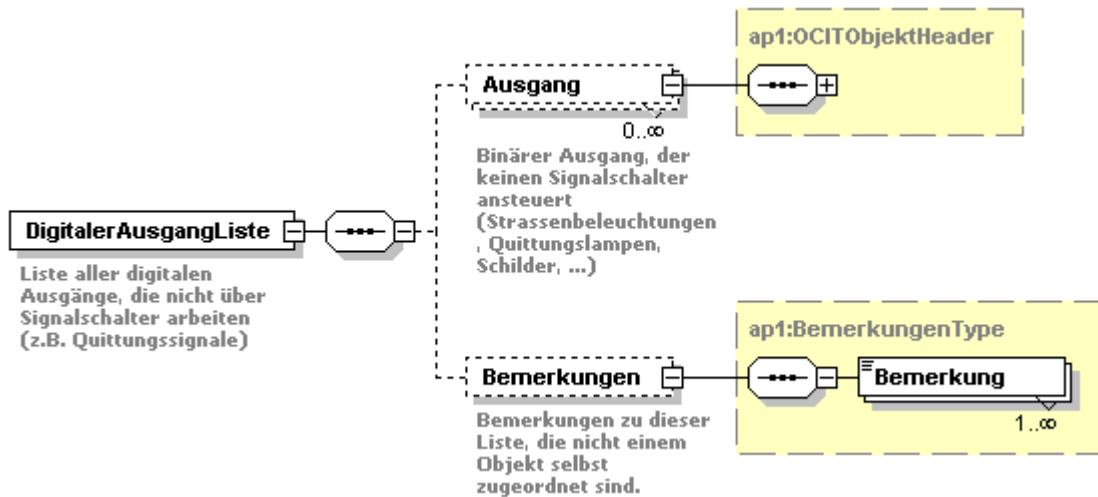 ap1:OCITObjektHeader
Ausgang
0..∞
Binärer Ausgang, der
keinen Signalschalter
ansteuert
(Strassenbeleuchtungen
, Quittungslampen,
Schilder, ...)
DigitalerAusgangListe
Liste aller digitalen
Ausgänge, die nicht über
Signalschalter arbeiten
(z.B. Quittungssignale)
ap1:BemerkungenType
Bemerkungen
Bemerkung
1..∞
Bemerkungen zu dieser
Liste, die nicht einem
Objekt selbst
zugeordnet sind.